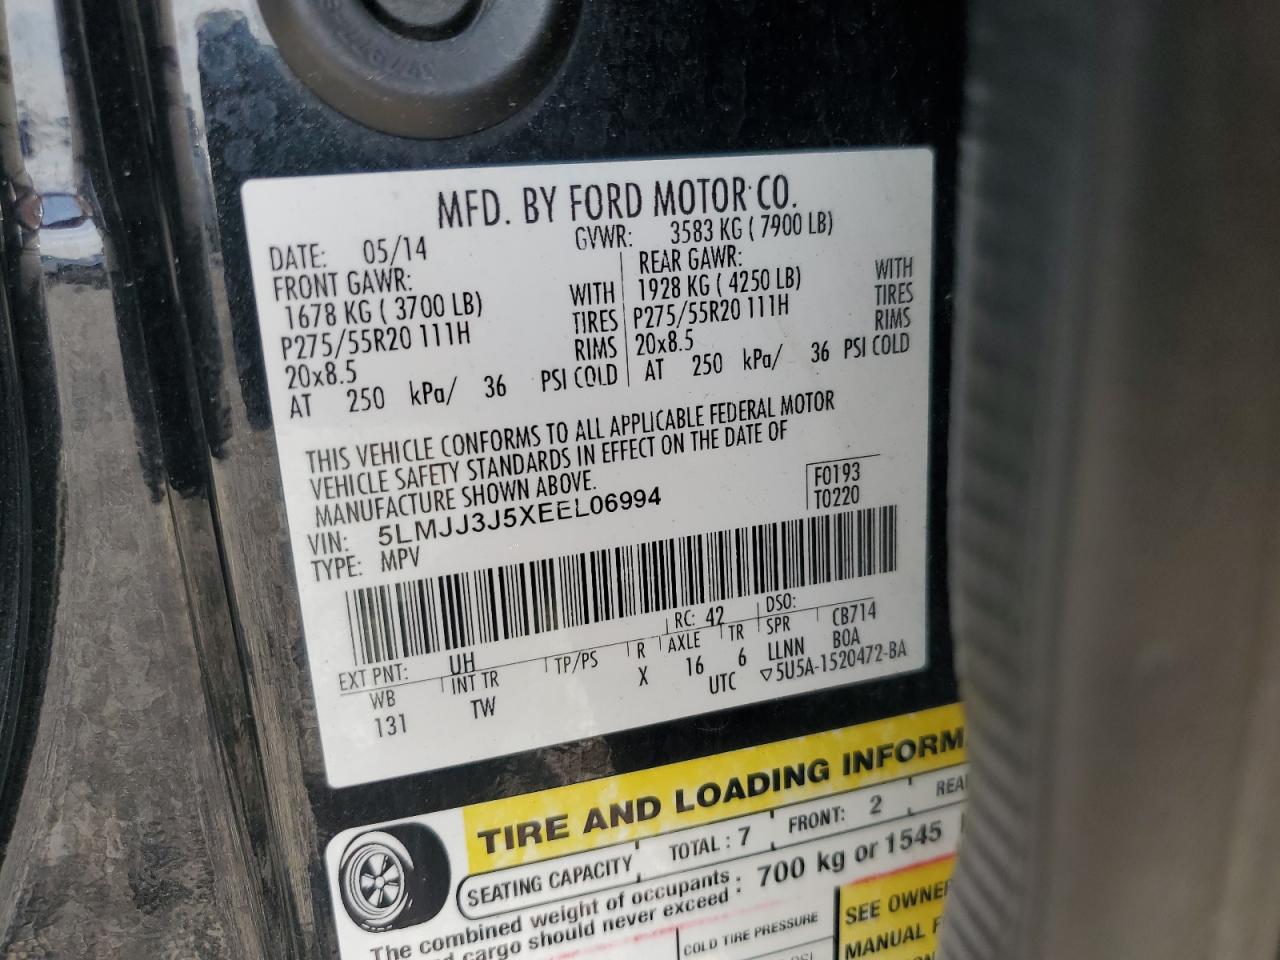 MFD. BY FORD MOTOR CO.
DATE: 05/14 GVWR: 3583 KG ( 7900 LB)
FRONT GAWR: REAR GAWR:
1678 KG ( 3700 LB) WITH 1928 KG ( 4250 LB) WITH
P275/55R20 111H TIRES P275/55R20 111H TIRES
20x8.5 RIMS 20x8.5 RIMS
AT 250 kPa/ 36 PSI COLD AT 250 kPa/ 36 PSI COLD
THIS VEHICLE CONFORMS TO ALL APPLICABLE FEDERAL MOTOR
VEHICLE SAFETY STANDARDS IN EFFECT ON THE DATE OF
MANUFACTURE SHOWN ABOVE.
F0193
VIN: 5LMJJ3J5XEEL06994
T0220
TYPE: MPV
EXT PNT: UH RC: 42 DSO:
WB INT TR TP/PS R AXLE TR SPR CB714
131 TW X 16 6 LLNN BOA
UTC ▽5U5A-1520472-BA
TIRE AND LOADING INFORM
SEATING CAPACITY TOTAL : 7 FRONT: 2 REA
The combined weight of occupants : 700 kg or 1545
cargo should never exceed
COLD TIRE PRESSURE
SEE OWNER
MANUAL F